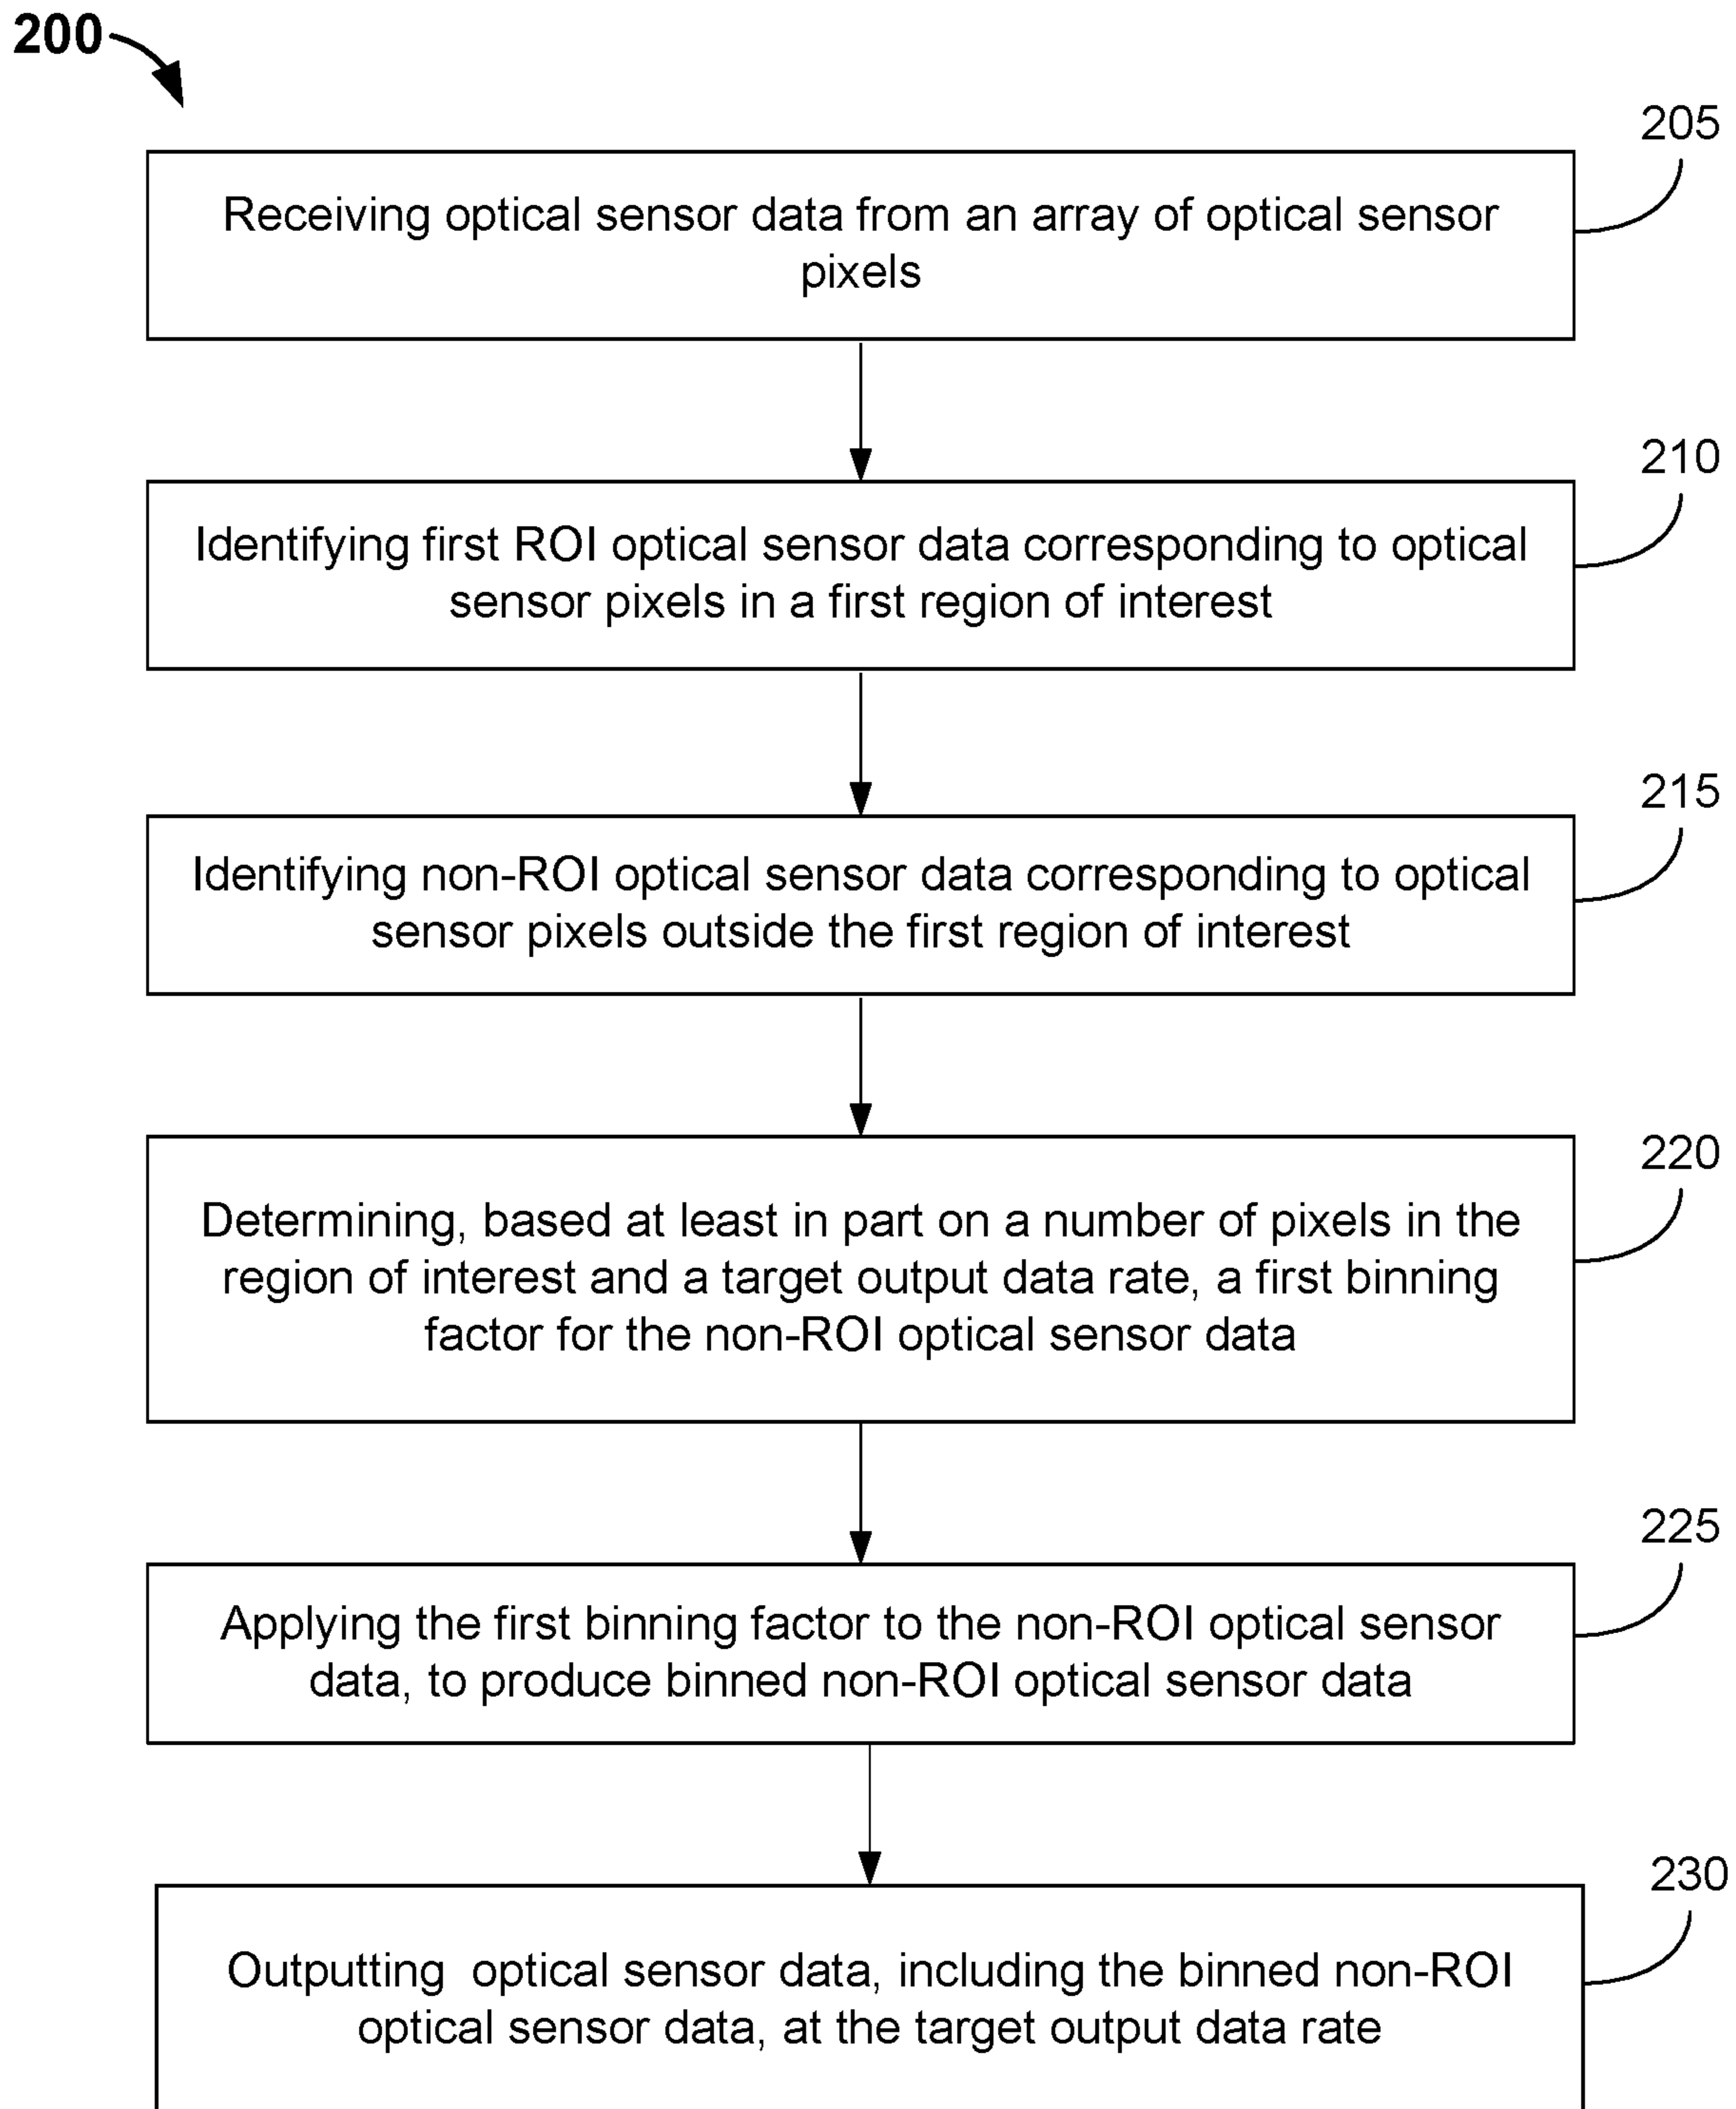 200
205
Receiving optical sensor data from an array of optical sensor
pixels
210
Identifying first ROI optical sensor data corresponding to optical
sensor pixels in a first region of interest
215
Identifying non-ROI optical sensor data corresponding to optical
sensor pixels outside the first region of interest
220
Determining, based at least in part on a number of pixels in the
region of interest and a target output data rate, a first binning
factor for the non-ROI optical sensor data
225
Applying the first binning factor to the non-ROI optical sensor
data, to produce binned non-ROI optical sensor data
230
Outputting optical sensor data, including the binned non-ROI
optical sensor data, at the target output data rate